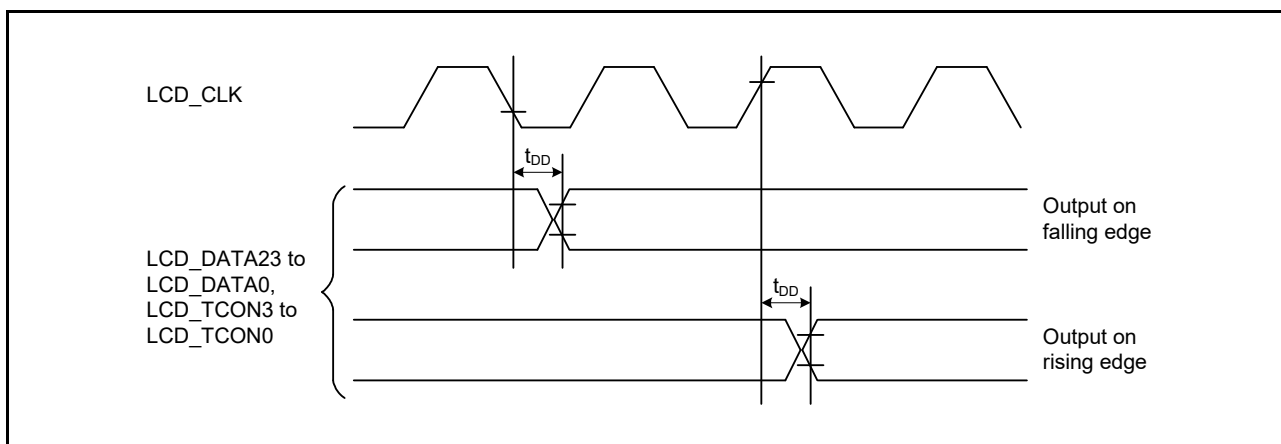 LCD_CLK
tDD
Output on
falling edge
LCD_DATA23 to
LCD_DATA0,
LCD_TCON3 to
LCD_TCON0
tDD
Output on
rising edge